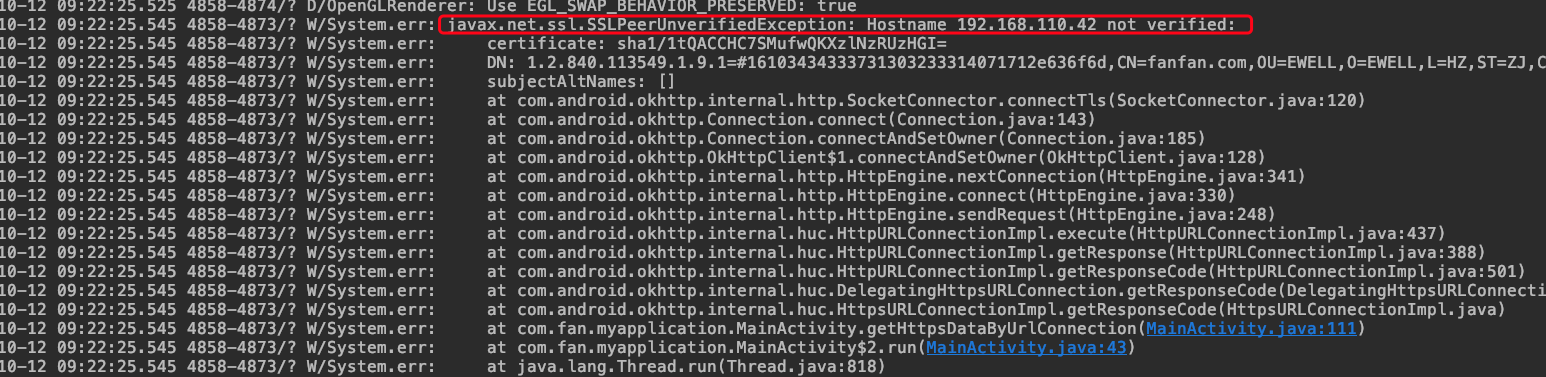 10-12 09:22:25.525 4858-4874/? D/OpenGLRenderer: Use EGL_SWAP_BEHAVIOR_PRESERVED: true
10-12 09:22:25.545 4858-4873/? W/System.err: javax.net.ssl.SSLPeerUnverifiedException: Hostname 192.168.110.42 not verified:
10-12 09:22:25.545 4858-4873/? W/System.err:     certificate: sha1/1tQACCHC7SMufwQKXzlNzRUzHGI=
10-12 09:22:25.545 4858-4873/? W/System.err:     DN: 1.2.840.113549.1.9.1=#16103434333731303233314071712e636f6d,CN=fanfan.com,OU=EWELL,O=EWELL,L=HZ,ST=ZJ,C
10-12 09:22:25.545 4858-4873/? W/System.err:     subjectAltNames: []
10-12 09:22:25.545 4858-4873/? W/System.err:     at com.android.okhttp.internal.http.SocketConnector.connectTls(SocketConnector.java:120)
10-12 09:22:25.545 4858-4873/? W/System.err:     at com.android.okhttp.Connection.connect(Connection.java:143)
10-12 09:22:25.545 4858-4873/? W/System.err:     at com.android.okhttp.Connection.connectAndSetOwner(Connection.java:185)
10-12 09:22:25.545 4858-4873/? W/System.err:     at com.android.okhttp.OkHttpClient$1.connectAndSetOwner(OkHttpClient.java:128)
10-12 09:22:25.545 4858-4873/? W/System.err:     at com.android.okhttp.internal.http.HttpEngine.nextConnection(HttpEngine.java:341)
10-12 09:22:25.545 4858-4873/? W/System.err:     at com.android.okhttp.internal.http.HttpEngine.connect(HttpEngine.java:330)
10-12 09:22:25.545 4858-4873/? W/System.err:     at com.android.okhttp.internal.http.HttpEngine.sendRequest(HttpEngine.java:248)
10-12 09:22:25.545 4858-4873/? W/System.err:     at com.android.okhttp.internal.huc.HttpURLConnectionImpl.execute(HttpURLConnectionImpl.java:437)
10-12 09:22:25.545 4858-4873/? W/System.err:     at com.android.okhttp.internal.huc.HttpURLConnectionImpl.getResponse(HttpURLConnectionImpl.java:388)
10-12 09:22:25.545 4858-4873/? W/System.err:     at com.android.okhttp.internal.huc.HttpURLConnectionImpl.getResponseCode(HttpURLConnectionImpl.java:501)
10-12 09:22:25.545 4858-4873/? W/System.err:     at com.android.okhttp.internal.huc.DelegatingHttpsURLConnection.getResponseCode(DelegatingHttpsURLConnecti
10-12 09:22:25.545 4858-4873/? W/System.err:     at com.android.okhttp.internal.huc.HttpsURLConnectionImpl.getResponseCode(HttpsURLConnectionImpl.java)
10-12 09:22:25.545 4858-4873/? W/System.err:     at com.fan.myapplication.MainActivity.getHttpsDataByUrlConnection(MainActivity.java:111)
10-12 09:22:25.545 4858-4873/? W/System.err:     at com.fan.myapplication.MainActivity$2.run(MainActivity.java:43)
10-12 09:22:25.545 4858-4873/? W/System.err:     at java.lang.Thread.run(Thread.java:818)